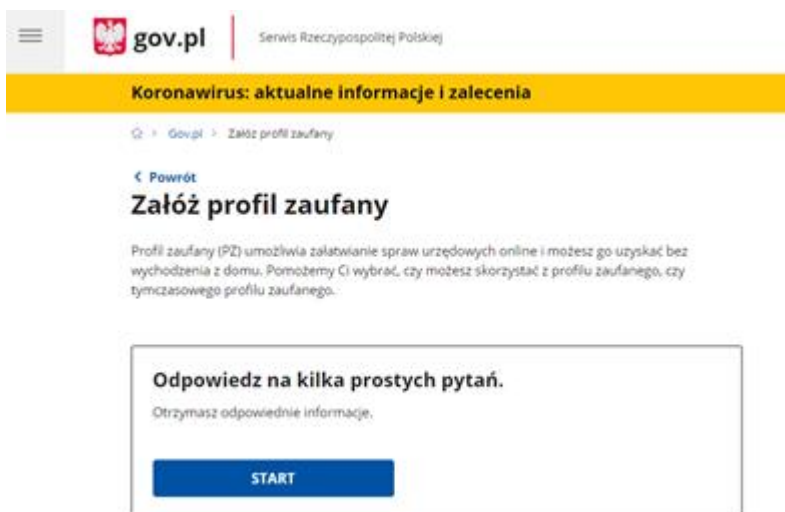 gov.pl
Serwis Rzeczypospolitej Polskiej
Koronawirus: aktualne informacje i zalecenia
Gov.pl > Załóż profil zaufany
< Powrót
Załóż profil zaufany
Profil zaufany (PZ) umożliwia załatwianie spraw urzędowych online i możesz go uzyskać bez
wychodzenia z domu. Pomożemy Ci wybrać, czy możesz skorzystać z profilu zaufanego, czy
tymczasowego profilu zaufanego.
Odpowiedz na kilka prostych pytań.
Otrzymasz odpowiednie informacje.
START